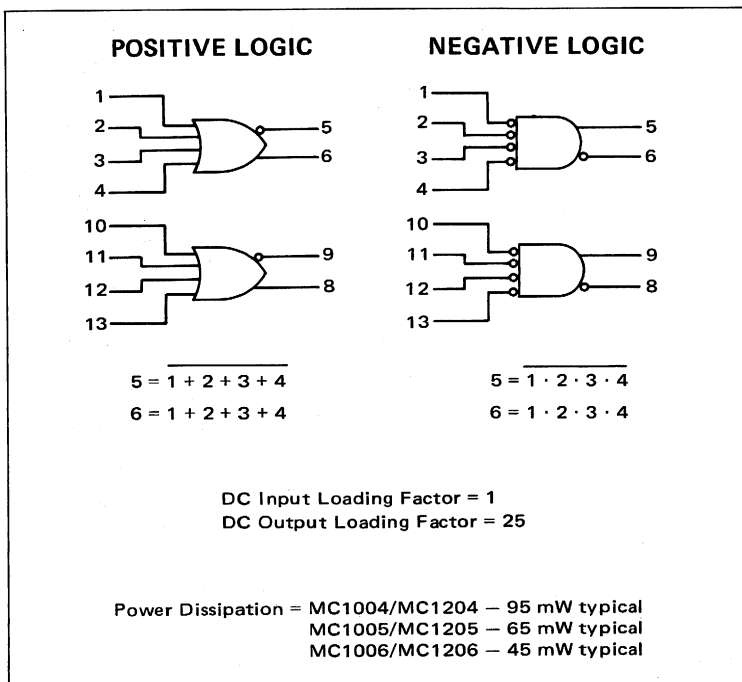 POSITIVE LOGIC
1
2
3
4
5
6
10
11
12
13
9
8
5 = 1 + 2 + 3 + 4
6 = 1 + 2 + 3 + 4
NEGATIVE LOGIC
1
2
3
4
5
6
10
11
12
13
9
8
5 = 1 · 2 · 3 · 4
6 = 1 · 2 · 3 · 4
DC Input Loading Factor = 1
DC Output Loading Factor = 25
Power Dissipation = MC1004/MC1204 — 95 mW typical
MC1005/MC1205 — 65 mW typical
MC1006/MC1206 — 45 mW typical